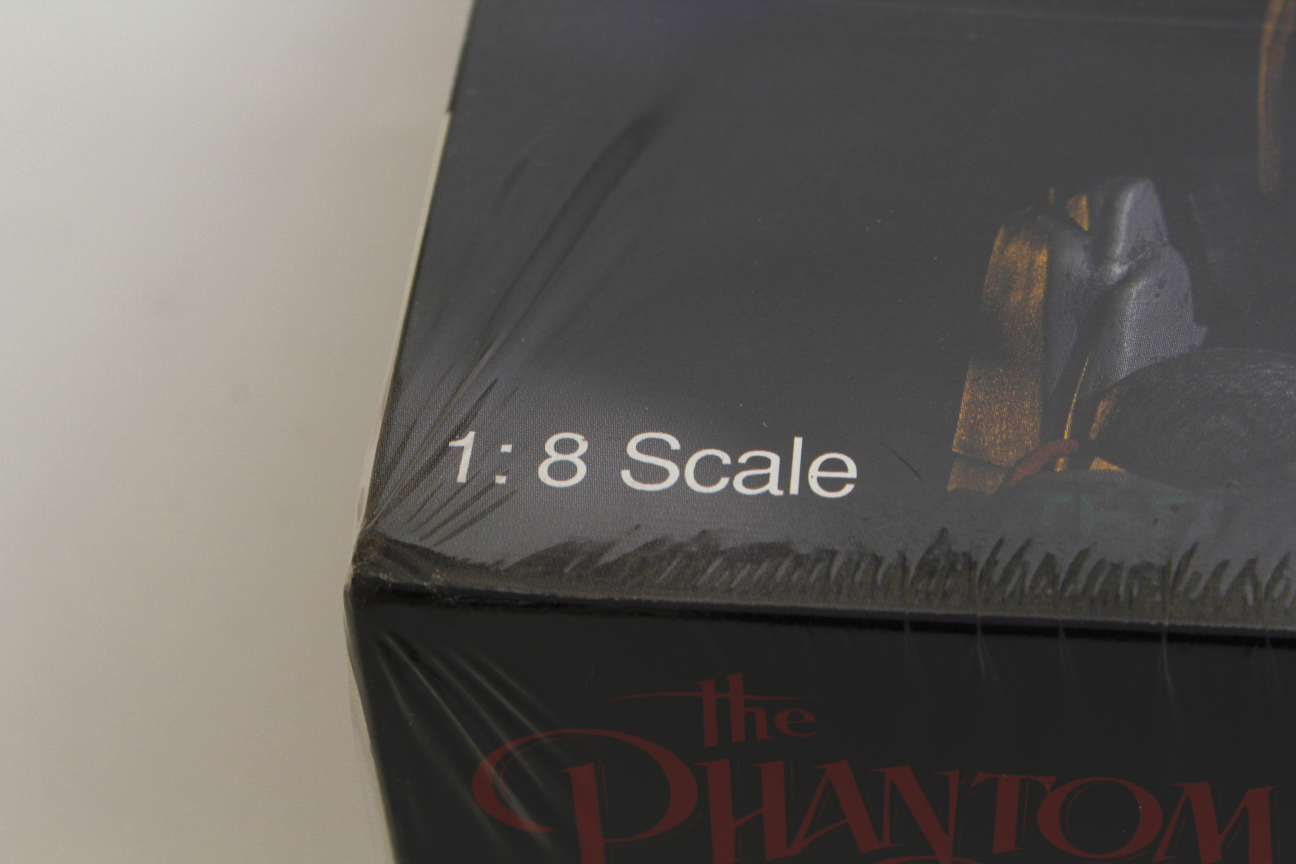 1: 8 Scale
the
PHANTOM